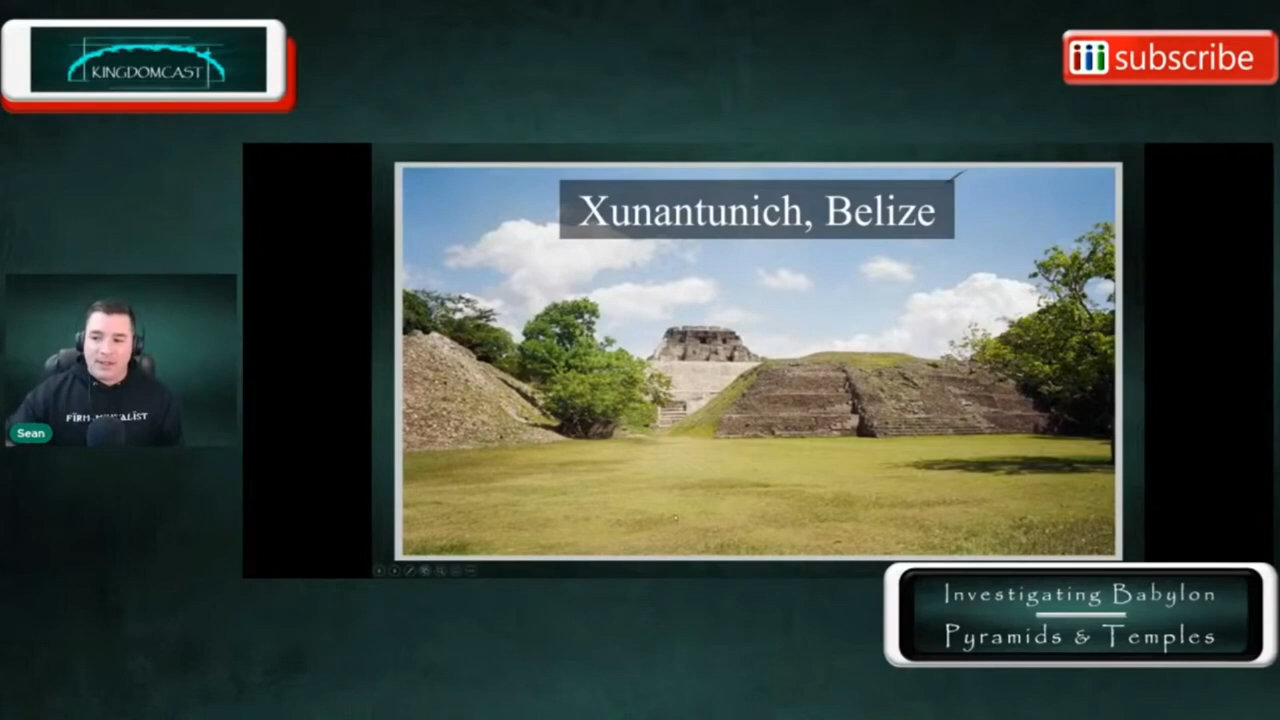 KINGDOMCAST
subscribe
Xunantunich, Belize
Sean
Investigating Babylon
Pyramids & Temples